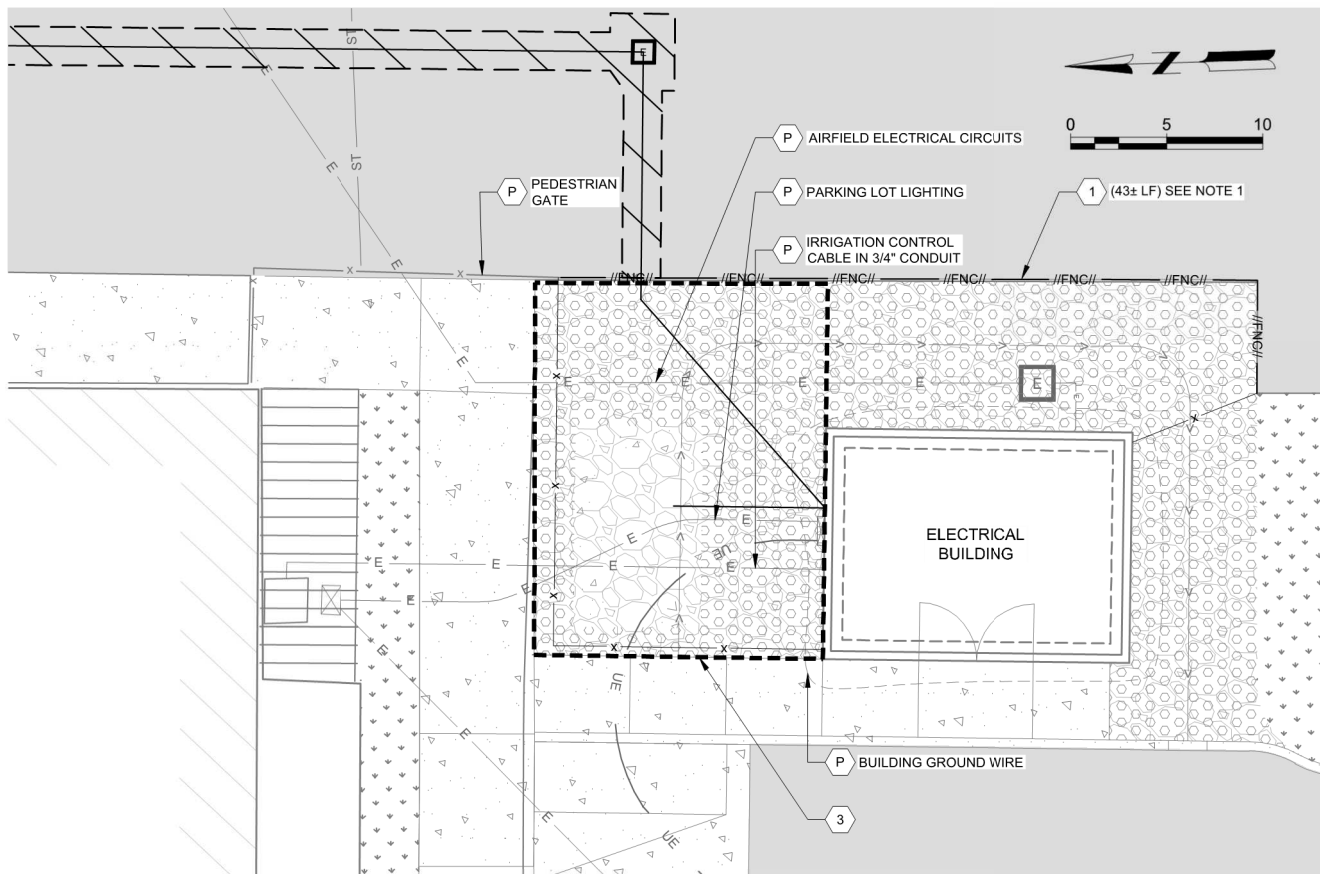 ST
E
E
0 5 10
P AIRFIELD ELECTRICAL CIRCUITS
E
ST
P PEDESTRIAN
GATE
P PARKING LOT LIGHTING
1 (43± LF) SEE NOTE 1
P IRRIGATION CONTROL
CABLE IN 3/4" CONDUIT
E
x x
//FNC// //FNC// //FNC// //FNC// //FNC// //FNC//
//FNC//
E
x E E E E E
E
x
x
E
E UE
E E E E
E E
x
ELECTRICAL
BUILDING
x x
E
UE
E
P BUILDING GROUND WIRE
E
3
UE